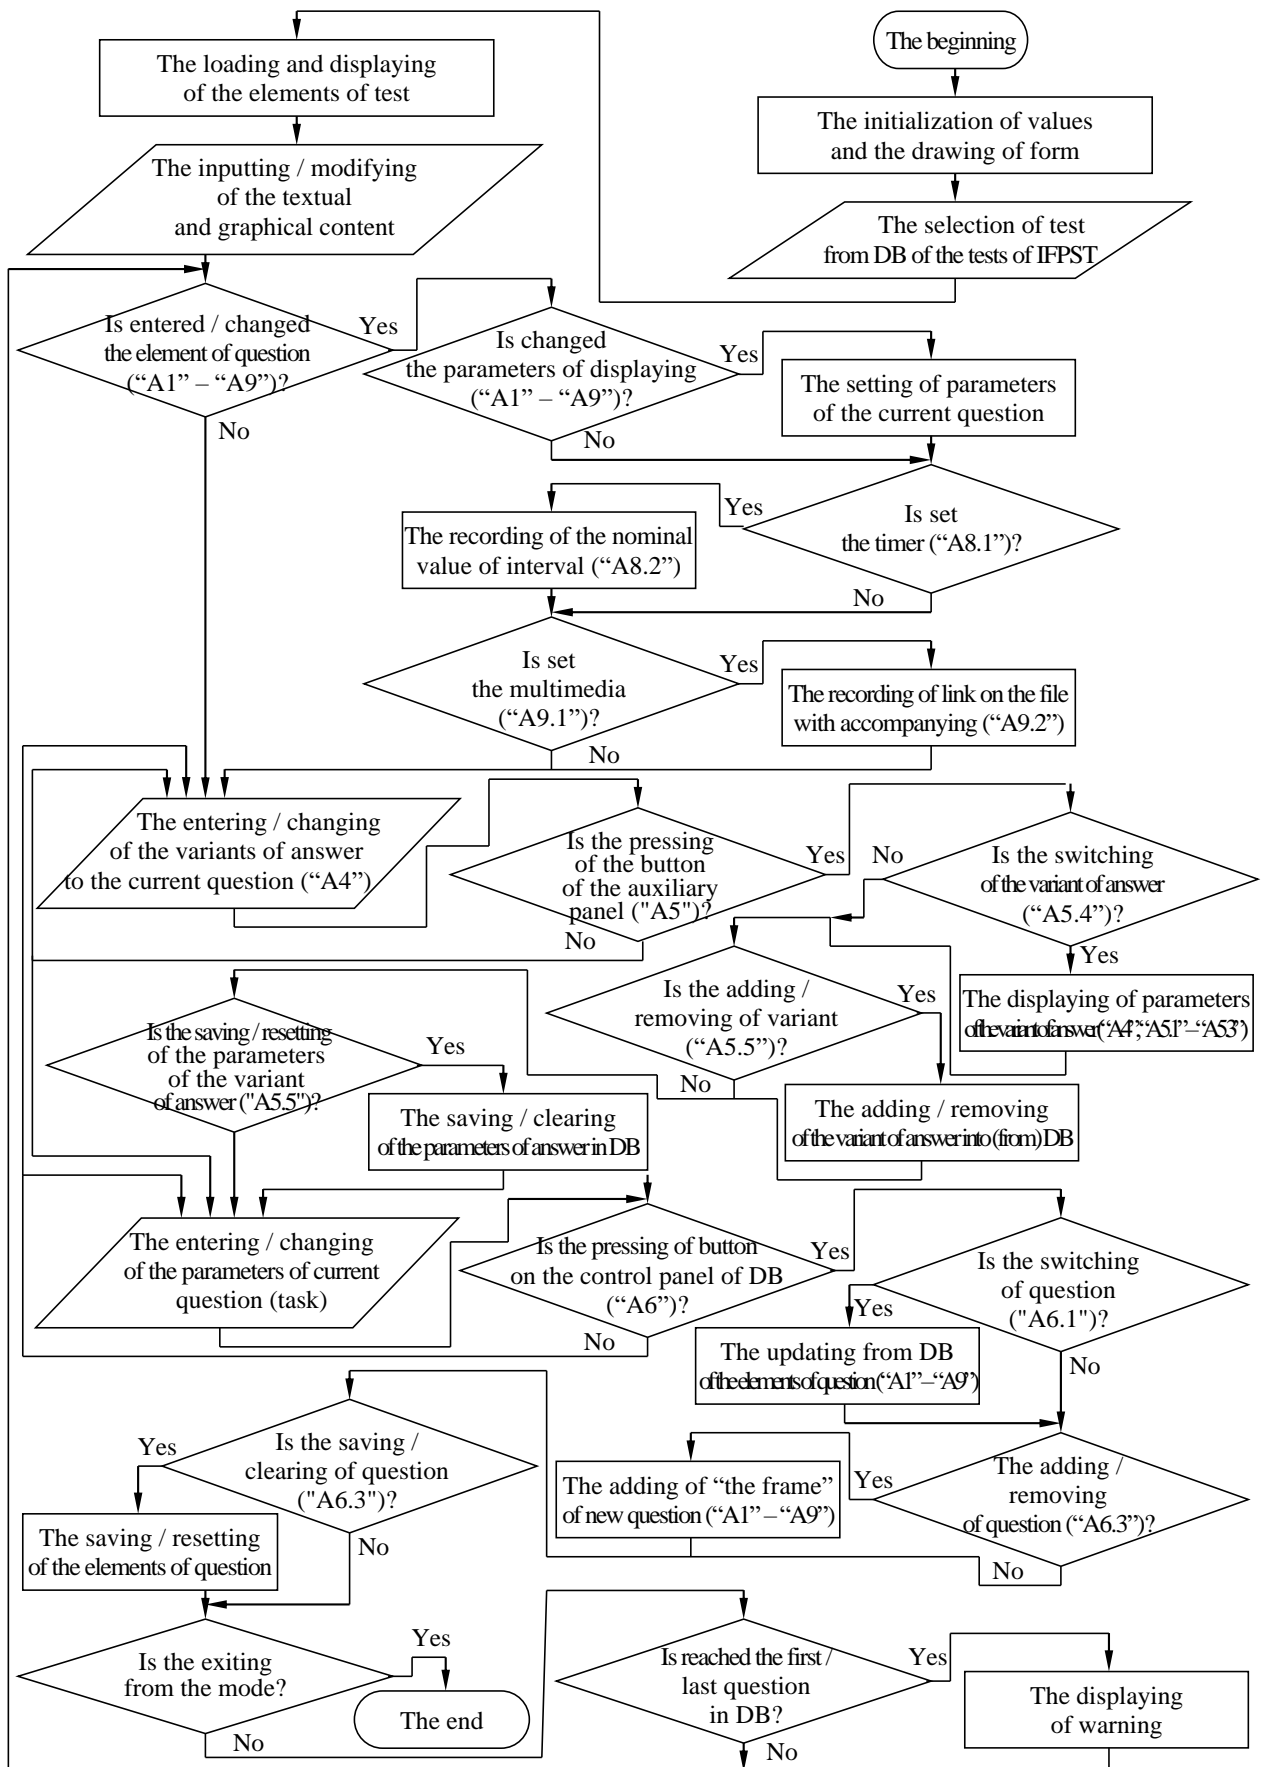 The beginning
The initialization of values
and the drawing of form
The selection of test
from DB of the tests of IFPST
The loading and displaying
of the elements of test
The inputting / modifying
of the textual
and graphical content
Is entered / changed
the element of question
(“A1” – “A9”)?
Yes
No
Is changed
the parameters of displaying
(“A1” – “A9”)?
Yes
No
The setting of parameters
of the current question
Is set
the timer (“A8.1”)?
Yes
No
The recording of the nominal
value of interval (“A8.2”)
Is set
the multimedia
(“A9.1”)?
Yes
No
The recording of link on the file
with accompanying (“A9.2”)
The entering / changing
of the variants of answer
to the current question (“A4”)
Is the pressing
of the button
of the auxiliary
panel ("A5")?
Yes
No
Is the switching
of the variant of answer
(“A5.4”)?
No
Yes
The displaying of parameters
of the variant of answer (“A4”; “A5.1” – “A5.3”)
Is the adding /
removing of variant
(“A5.5”)?
Yes
No
The adding / removing
of the variant of answer into (from) DB
Is the saving / resetting
of the parameters
of the variant
of answer ("A5.5")?
Yes
The saving / clearing
of the parameters of answer in DB
The entering / changing
of the parameters of current
question (task)
Is the pressing of button
on the control panel of DB
(“A6”)?
Yes
No
Is the switching
of question
("A6.1")?
Yes
No
The updating from DB
of the elements of question (“A1” – “A9”)
The adding /
removing
of question (“A6.3”)?
Yes
No
The adding of “the frame”
of new question (“A1” – “A9”)
Is the saving /
clearing of question
("A6.3")?
Yes
No
The saving / resetting
of the elements of question
Is the exiting
from the mode?
Yes
No
The end
Is reached the first /
last question
in DB?
Yes
No
The displaying
of warning